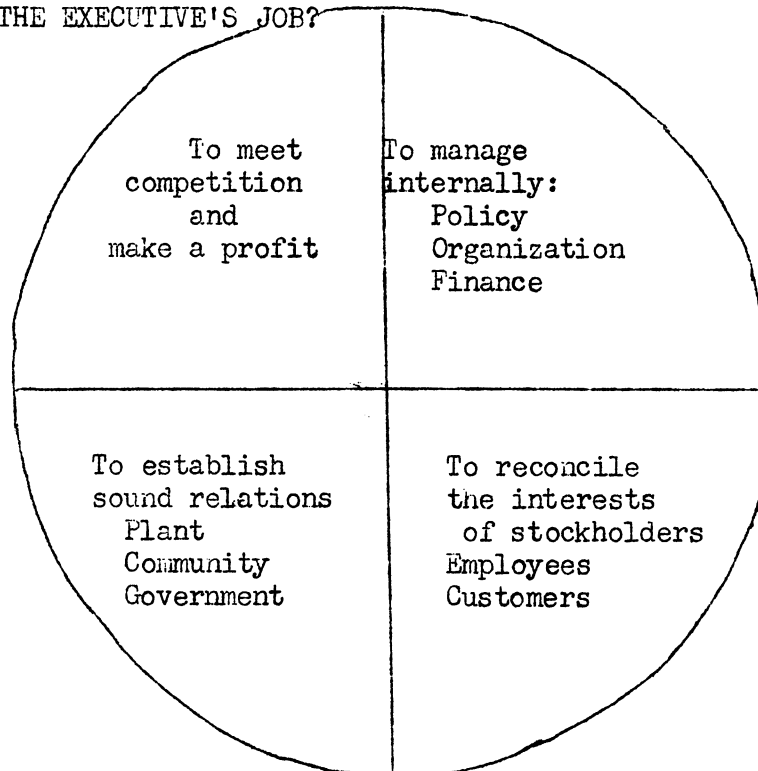 THE EXECUTIVE'S JOB?
To meet
competition
and
make a profit
To manage
internally:
Policy
Organization
Finance
To establish
sound relations
Plant
Community
Government
To reconcile
the interests
of stockholders
Employees
Customers